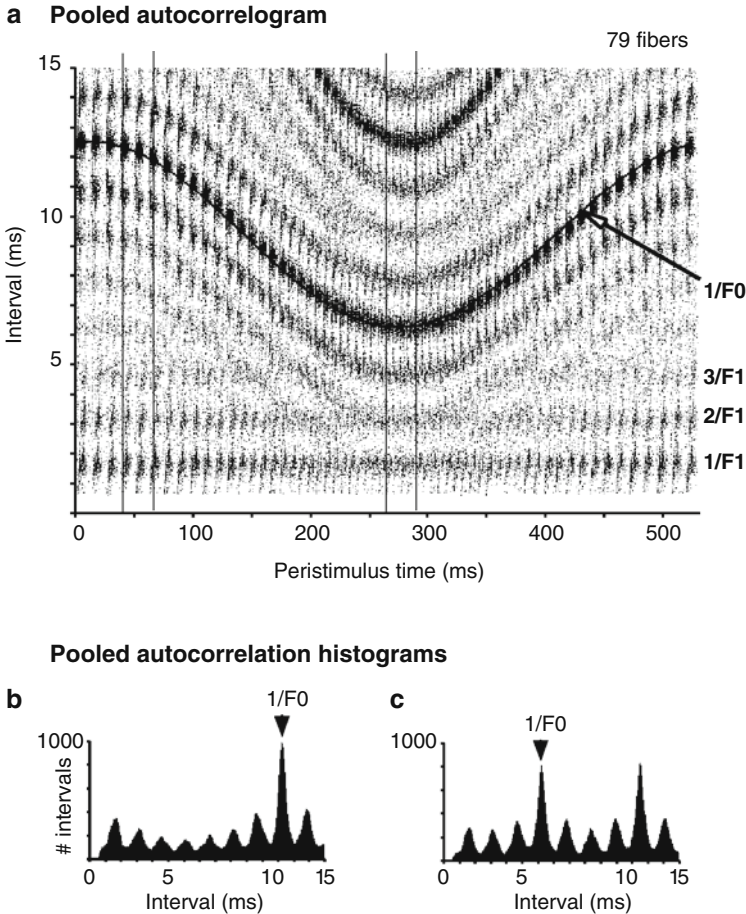 a Pooled autocorrelogram
79 fibers
15
10
5
Interval (ms)
1/F0
3/F1
2/F1
1/F1
0 100 200 300 400 500
Peristimulus time (ms)
Pooled autocorrelation histograms
b
1/F0
1000
# intervals
0 5 10 15
Interval (ms)
c
1/F0
1000
0 5 10 15
Interval (ms)